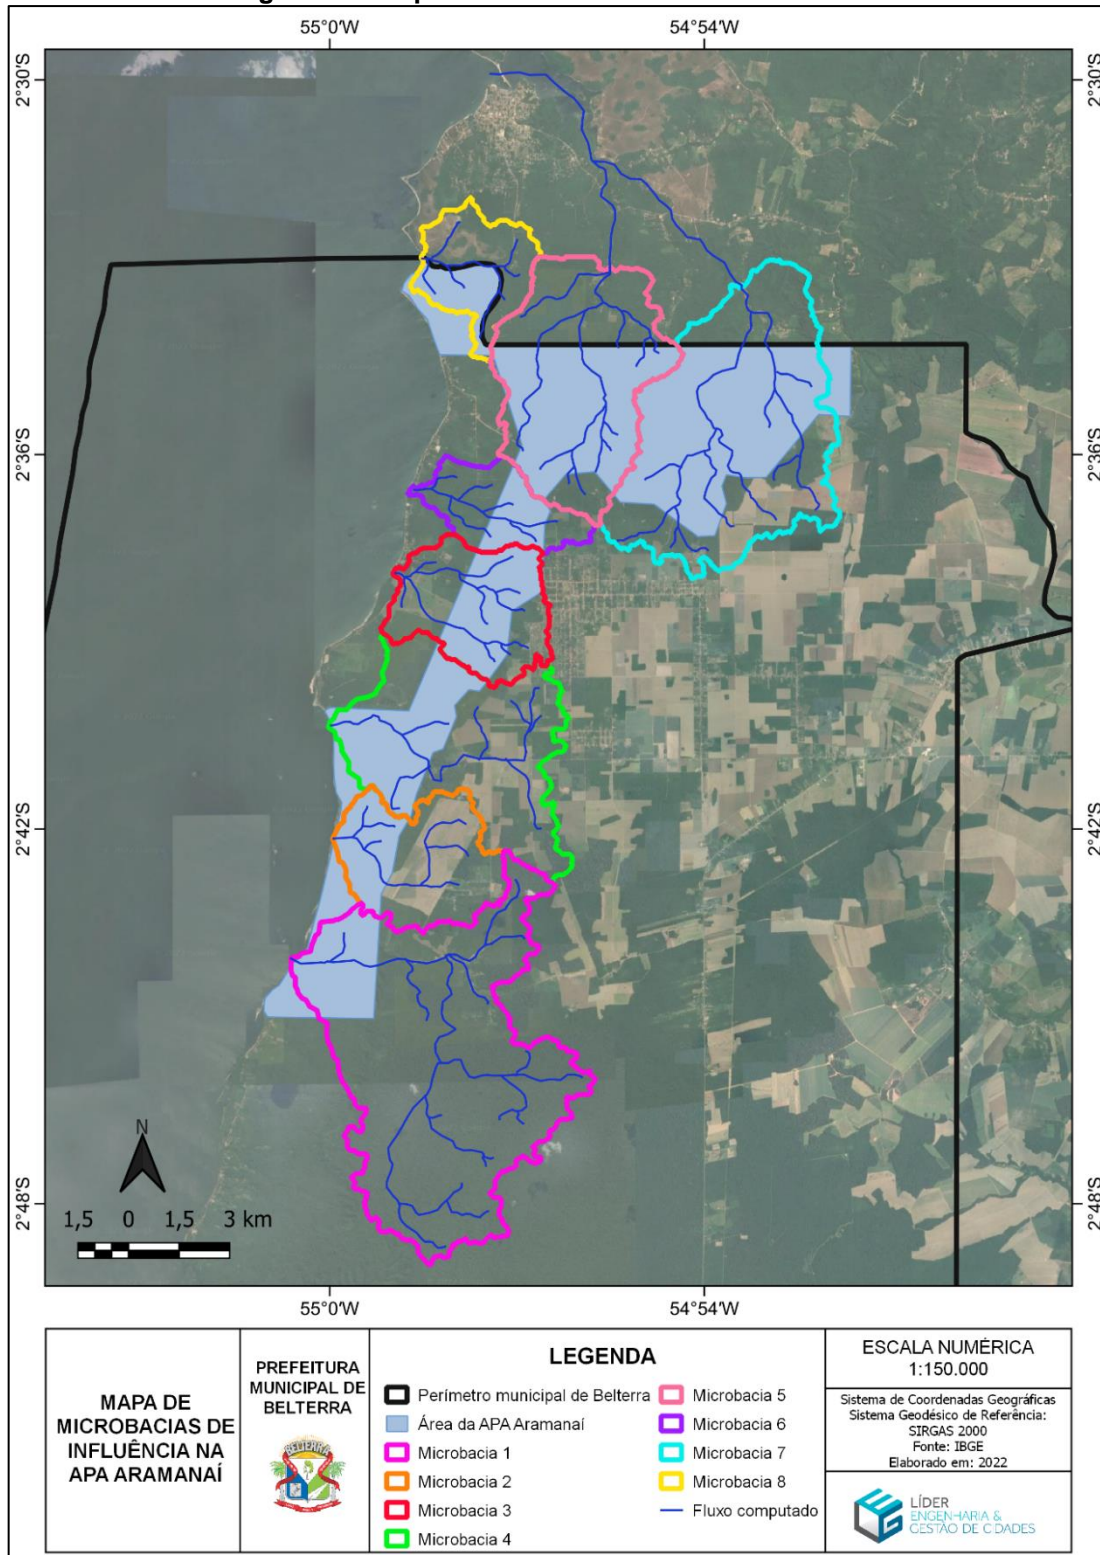 55°0'W 54°54'W
2°30'S 2°30'S
2°36'S 2°36'S
2°42'S 2°42'S
2°48'S 2°48'S
N
1,5 0 1,5 3 km
55°0'W 54°54'W
MAPA DE
MICROBACIAS DE
INFLUÊNCIA NA
APA ARAMANAÍ
PREFEITURA
MUNICIPAL DE
BELTERRA
BELTERRA
LEGENDA
Perímetro municipal de Belterra
Área da APA Aramanaí
Microbacia 1
Microbacia 2
Microbacia 3
Microbacia 4
Microbacia 5
Microbacia 6
Microbacia 7
Microbacia 8
Fluxo computado
ESCALA NUMÉRICA
1:150.000
Sistema de Coordenadas Geográficas
Sistema Geodésico de Referência:
SIRGAS 2000
Fonte: IBGE
Elaborado em: 2022
LÍDER
ENGENHARIA &
GESTÃO DE CIDADES